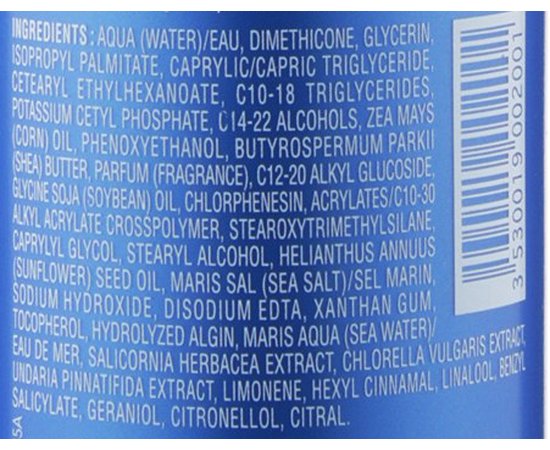 INGREDIENTS: AQUA (WATER)/EAU, DIMETHICONE, GLYCERIN,
ISOPROPYL PALMITATE, CAPRYLIC/CAPRIC TRIGLYCERIDE,
CETEARYL ETHYLHEXANOATE, C10-18 TRIGLYCERIDES,
POTASSIUM CETYL PHOSPHATE, C14-22 ALCOHOLS, ZEA MAYS
(CORN) OIL, PHENOXYETHANOL, BUTYROSPERMUM PARKII
(SHEA) BUTTER, PARFUM (FRAGRANCE), C12-20 ALKYL GLUCOSIDE,
GLYCINE SOJA (SOYBEAN) OIL, CHLORPHENESIN, ACRYLATES/C10-30
ALKYL ACRYLATE CROSSPOLYMER, STEAROXYTRIMETHYLSILANE,
CAPRYLYL GLYCOL, STEARYL ALCOHOL, HELIANTHUS ANNUUS
(SUNFLOWER) SEED OIL, MARIS SAL (SEA SALT)/SEL MARIN,
SODIUM HYDROXIDE, DISODIUM EDTA, XANTHAN GUM,
TOCOPHEROL, HYDROLYZED ALGIN, MARIS AQUA (SEA WATER)/
EAU DE MER, SALICORNIA HERBACEA EXTRACT, CHLORELLA VULGARIS EXTRACT,
UNDARIA PINNATIFIDA EXTRACT, LIMONENE, HEXYL CINNAMAL, LINALOOL, BENZYL
SALICYLATE, GERANIOL, CITRONELLOL, CITRAL.
3 530019 002001
SA